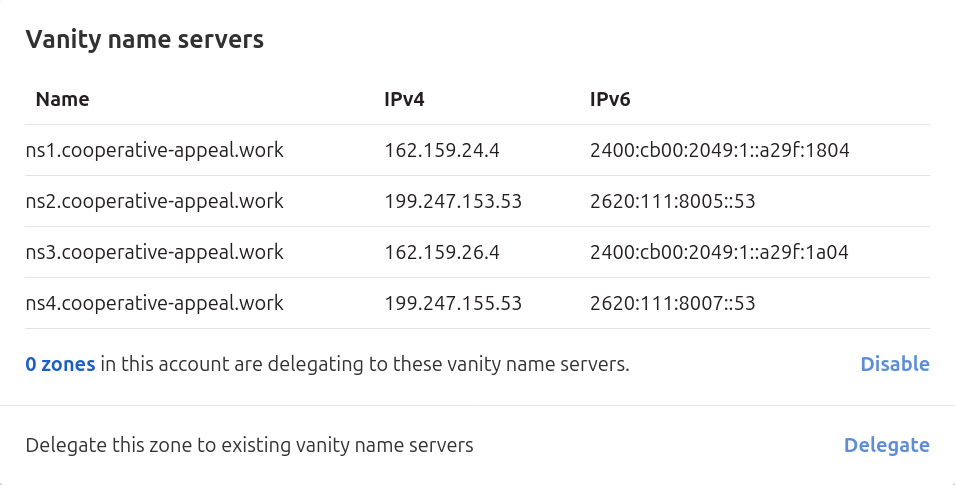 Vanity name servers
Name IPv4 IPv6
ns1.cooperative-appeal.work 162.159.24.4 2400:cb00:2049:1::a29f:1804
ns2.cooperative-appeal.work 199.247.153.53 2620:111:8005::53
ns3.cooperative-appeal.work 162.159.26.4 2400:cb00:2049:1::a29f:1a04
ns4.cooperative-appeal.work 199.247.155.53 2620:111:8007::53
0 zones in this account are delegating to these vanity name servers. Disable
Delegate this zone to existing vanity name servers Delegate